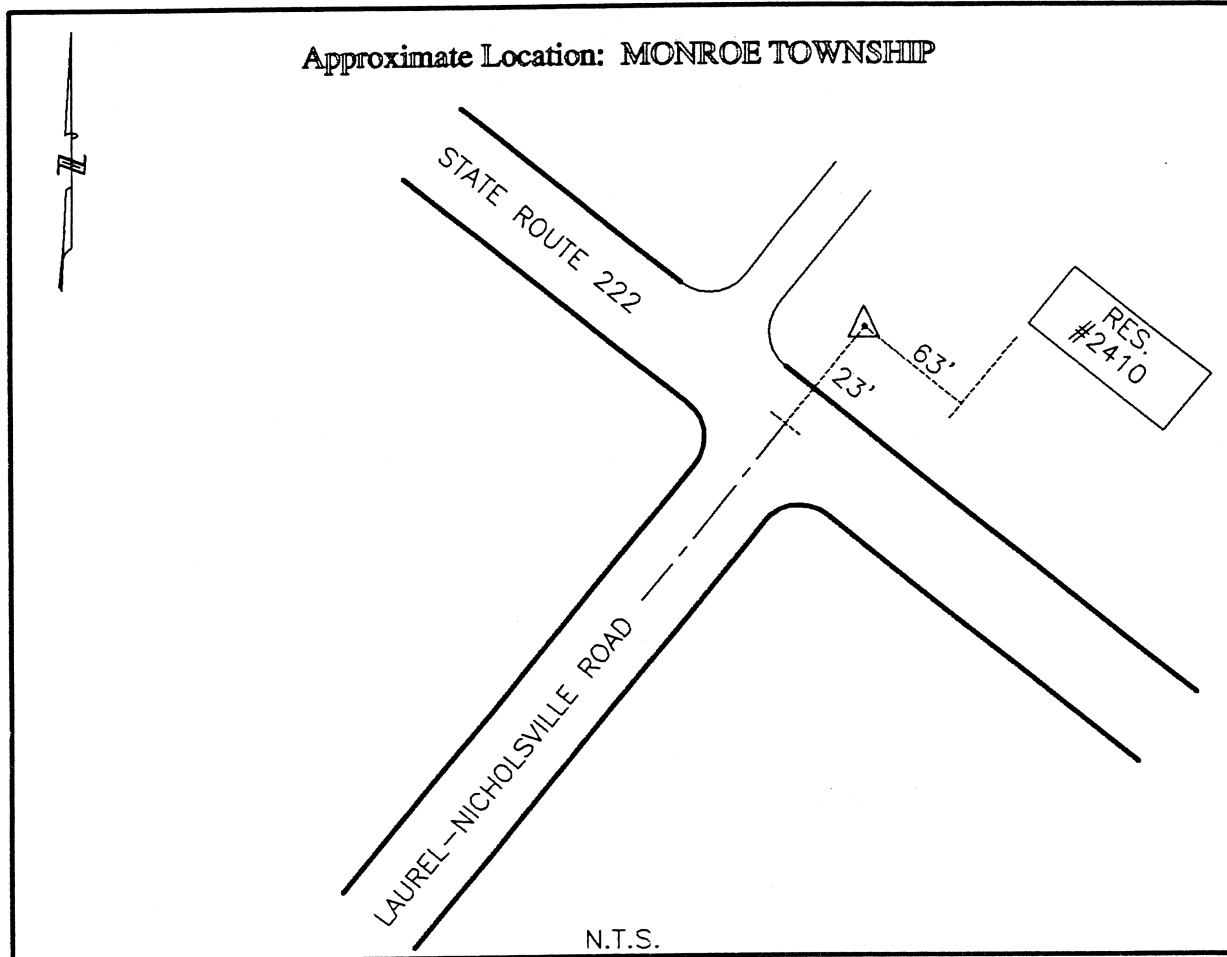 Approximate Location: MONROE TOWNSHIP
N
STATE ROUTE 222
RES.
#2410
63'
23'
LAUREL-NICHOLSVILLE ROAD
N.T.S.